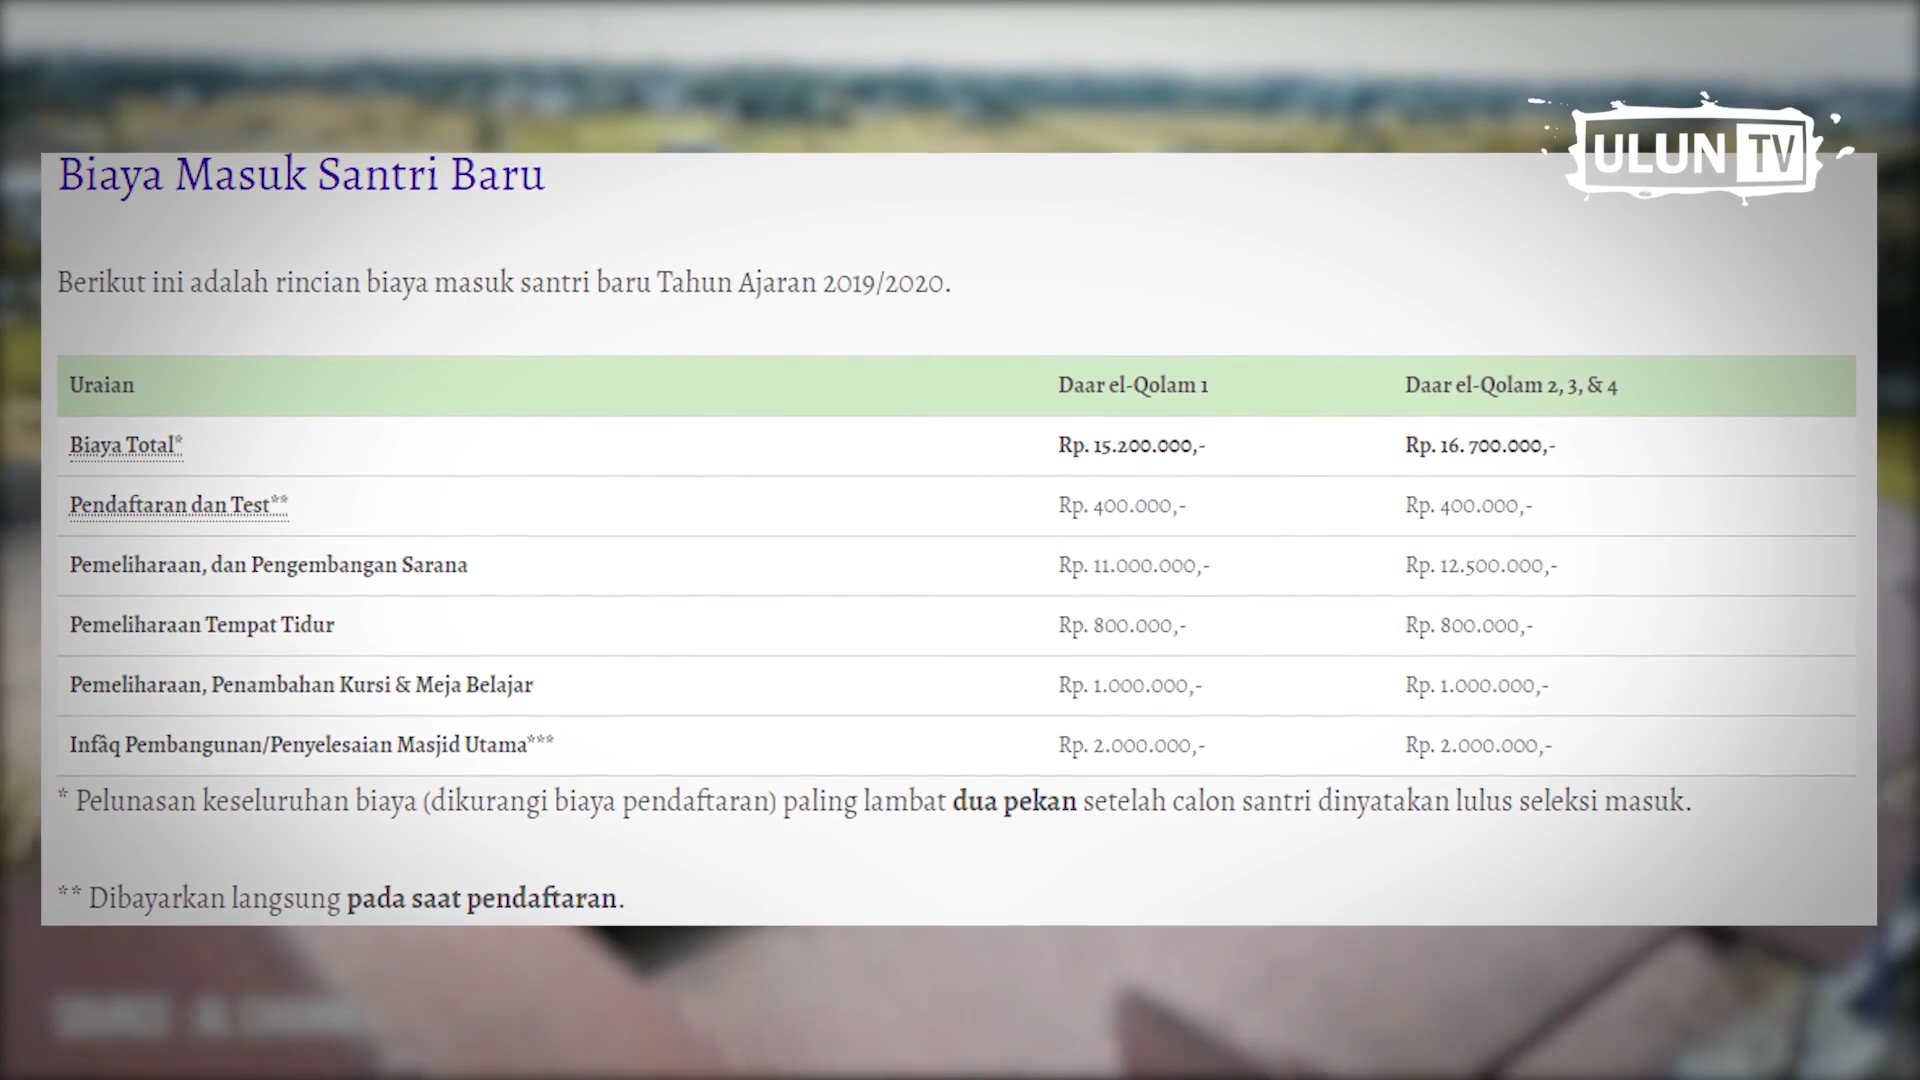 ULUN TV
Biaya Masuk Santri Baru
Berikut ini adalah rincian biaya masuk santri baru Tahun Ajaran 2019/2020.
Uraian Daar el-Qolam 1 Daar el-Qolam 2, 3, & 4
Biaya Total* Rp. 15.200.000,- Rp. 16. 700.000,-
Pendaftaran dan Test** Rp. 400.000,- Rp. 400.000,-
Pemeliharaan, dan Pengembangan Sarana Rp. 11.000.000,- Rp. 12.500.000,-
Pemeliharaan Tempat Tidur Rp. 800.000,- Rp. 800.000,-
Pemeliharaan, Penambahan Kursi & Meja Belajar Rp. 1.000.000,- Rp. 1.000.000,-
Infâq Pembangunan/Penyelesaian Masjid Utama*** Rp. 2.000.000,- Rp. 2.000.000,-
* Pelunasan keseluruhan biaya (dikurangi biaya pendaftaran) paling lambat dua pekan setelah calon santri dinyatakan lulus seleksi masuk.
** Dibayarkan langsung pada saat pendaftaran.